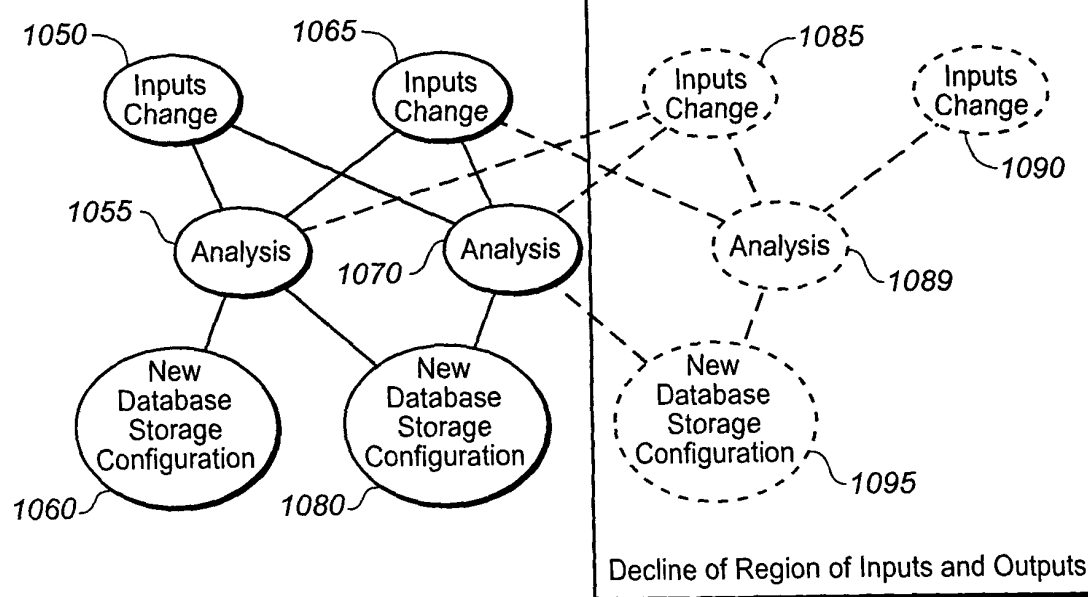 1050
Inputs
Change
1065
Inputs
Change
1085
Inputs
Change
Inputs
Change
1090
1055
Analysis
1070
Analysis
Analysis
1089
New
Database
Storage
Configuration
1060
New
Database
Storage
Configuration
1080
New
Database
Storage
Configuration
1095
Decline of Region of Inputs and Outputs